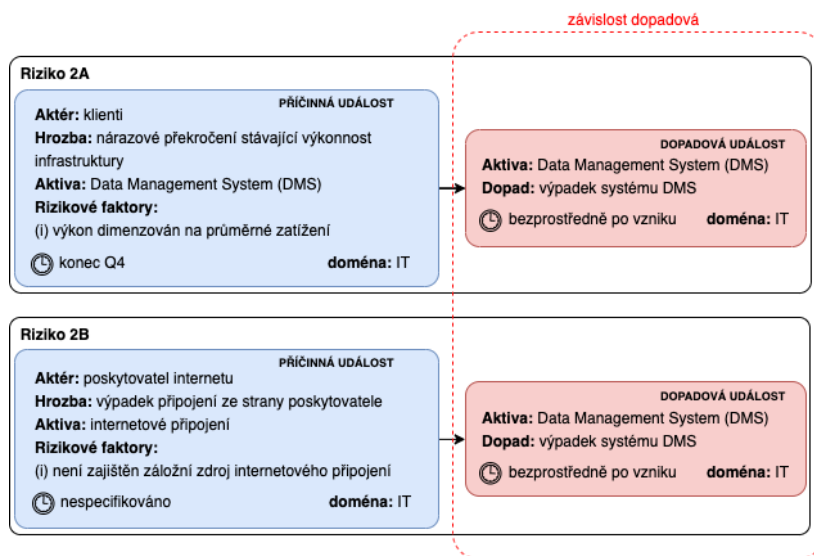 závislost dopadová
Riziko 2A
PŘÍČINNÁ UDÁLOST
Aktér: klienti
Hrozba: nárazové překročení stávající výkonnost
infrastruktury
Aktiva: Data Management System (DMS)
Rizikové faktory:
(i) výkon dimenzován na průměrné zatížení
konec Q4
doména: IT
DOPADOVÁ UDÁLOST
Aktiva: Data Management System (DMS)
Dopad: výpadek systému DMS
bezprostředně po vzniku
doména: IT
Riziko 2B
PŘÍČINNÁ UDÁLOST
Aktér: poskytovatel internetu
Hrozba: výpadek připojení ze strany poskytovatele
Aktiva: internetové připojení
Rizikové faktory:
(i) není zajištěn záložní zdroj internetového připojení
nespecifikováno
doména: IT
DOPADOVÁ UDÁLOST
Aktiva: Data Management System (DMS)
Dopad: výpadek systému DMS
bezprostředně po vzniku
doména: IT